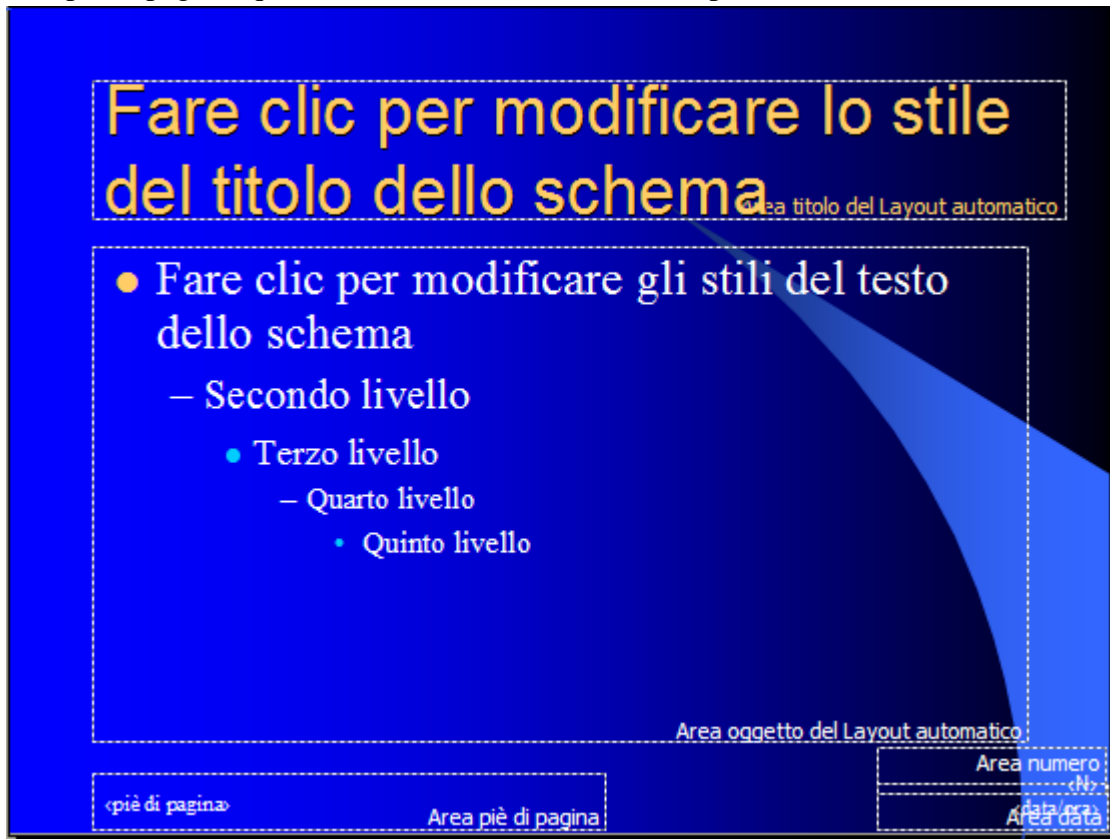 Fare clic per modificare lo stile
del titolo dello schema
Area titolo del Layout automatico
Fare clic per modificare gli stili del testo
dello schema
– Secondo livello
Terzo livello
– Quarto livello
Quinto livello
Area oggetto del Layout automatico
Area numero
‹N›
‹piè di pagina›
Area piè di pagina
‹data/ora›
Area data